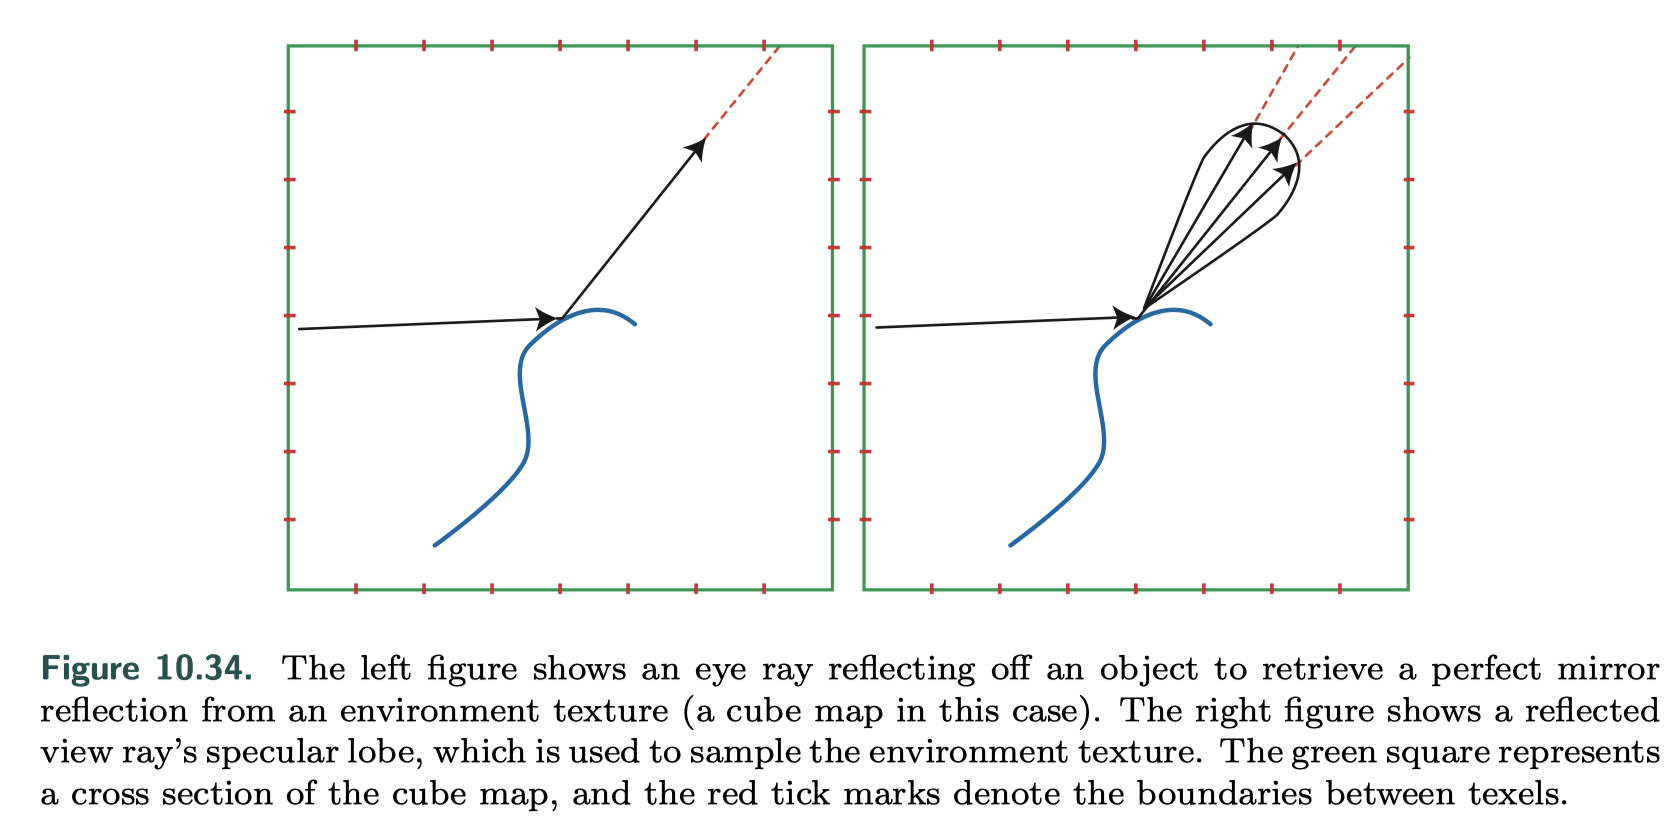 Figure 10.34. The left figure shows an eye ray reflecting off an object to retrieve a perfect mirror
reflection from an environment texture (a cube map in this case). The right figure shows a reflected
view ray's specular lobe, which is used to sample the environment texture. The green square represents
a cross section of the cube map, and the red tick marks denote the boundaries between texels.